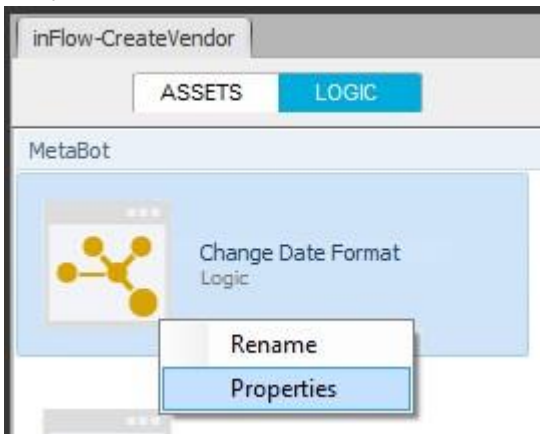 inFlow-CreateVendor
ASSETS LOGIC
MetaBot
Change Date Format
Logic
Rename
Properties